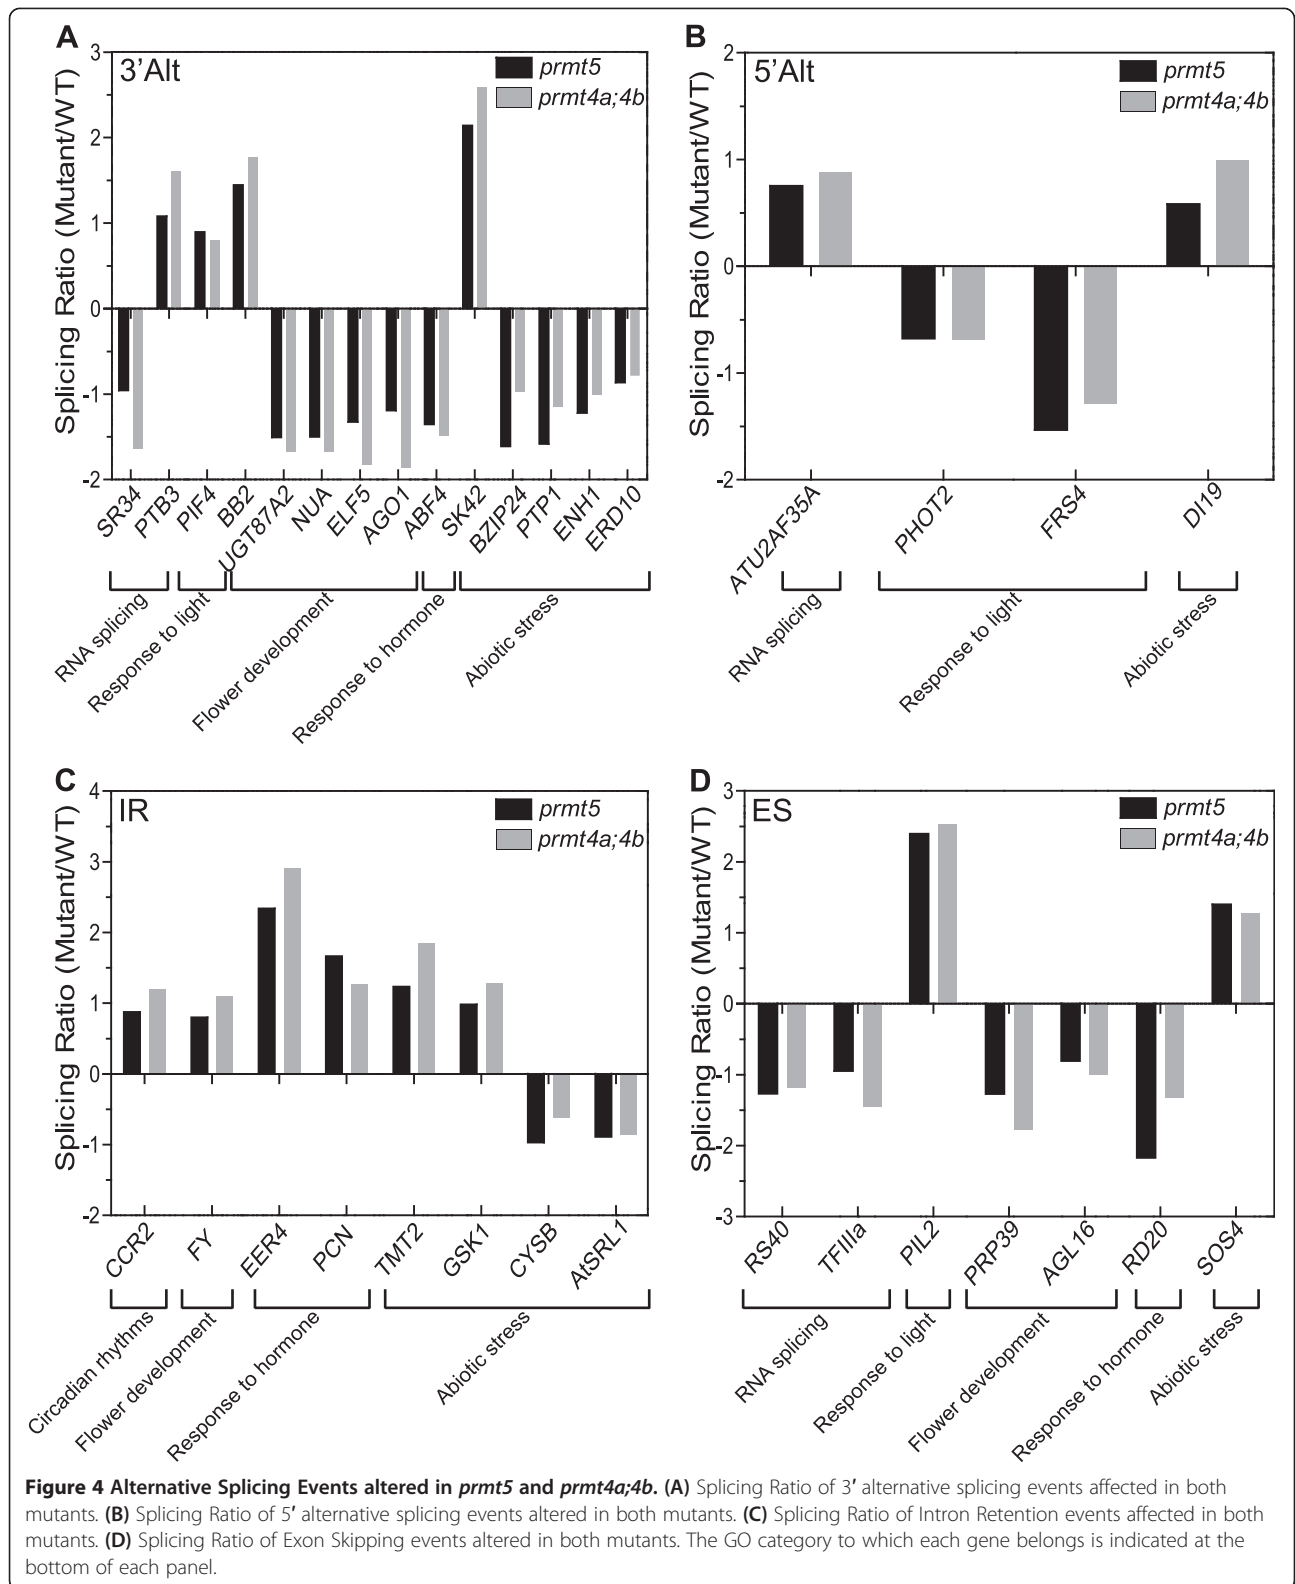 A
3'Alt
prmt5
prmt4a;4b
Splicing Ratio (Mutant/WT)
3
2
1
0
-1
-2
SR34
PTB3
PIF4
BB2
UGT87A2
NUA
ELF5
AGO1
ABF4
SK42
BZIP24
PTP1
ENH1
ERD10
RNA splicing
Response to light
Flower development
Response to hormone
Abiotic stress
B
5'Alt
prmt5
prmt4a;4b
Splicing Ratio (Mutant/WT)
2
1
0
-1
-2
ATU2AF35A
PHOT2
FRS4
DI19
RNA splicing
Response to light
Abiotic stress
C
IR
prmt5
prmt4a;4b
Splicing Ratio (Mutant/WT)
4
3
2
1
0
-1
-2
CCR2
FY
EER4
PCN
TMT2
GSK1
CYSB
AtSRL1
Circadian rhythms
Flower development
Response to hormone
Abiotic stress
D
ES
prmt5
prmt4a;4b
Splicing Ratio (Mutant/WT)
3
2
1
0
-1
-2
-3
RS40
TFIIIa
PIL2
PRP39
AGL16
RD20
SOS4
RNA splicing
Response to light
Flower development
Response to hormone
Abiotic stress
Figure 4 Alternative Splicing Events altered in prmt5 and prmt4a;4b. (A) Splicing Ratio of 3′ alternative splicing events affected in both
mutants. (B) Splicing Ratio of 5′ alternative splicing events altered in both mutants. (C) Splicing Ratio of Intron Retention events affected in both
mutants. (D) Splicing Ratio of Exon Skipping events altered in both mutants. The GO category to which each gene belongs is indicated at the
bottom of each panel.